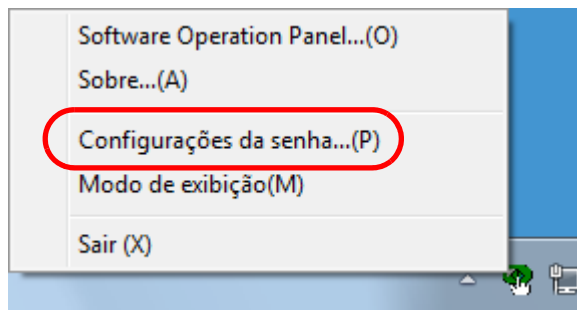 Software Operation Panel...(O)
Sobre...(A)
Configurações da senha...(P)
Modo de exibição(M)
Sair (X)